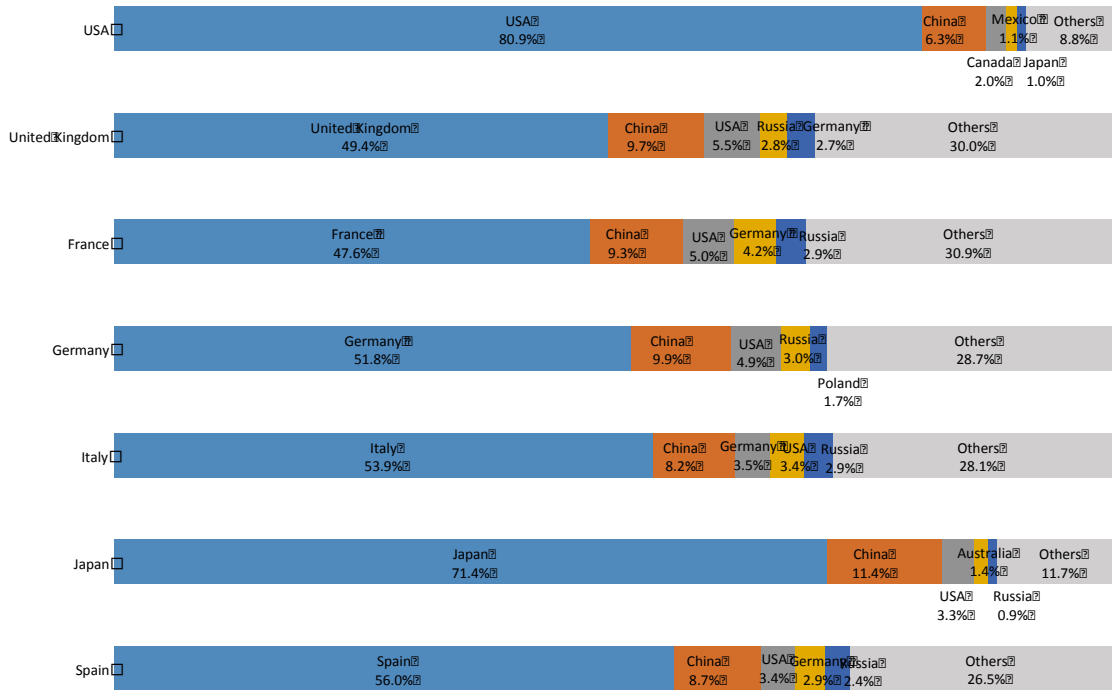 USA
USA China Mexico Others
80.9% 6.3% 1.1% 8.8%
Canada Japan
2.0% 1.0%
United Kingdom
United Kingdom China USA Russia Germany Others
49.4% 9.7% 5.5% 2.8% 2.7% 30.0%
France
France China USA Germany Russia Others
47.6% 9.3% 5.0% 4.2% 2.9% 30.9%
Germany
Germany China USA Russia Others
51.8% 9.9% 4.9% 3.0% 28.7%
Poland
1.7%
Italy
Italy China Germany USA Russia Others
53.9% 8.2% 3.5% 3.4% 2.9% 28.1%
Japan
Japan China Australia Others
71.4% 11.4% 1.4% 11.7%
USA Russia
3.3% 0.9%
Spain
Spain China USA Germany Russia Others
56.0% 8.7% 3.4% 2.9% 2.4% 26.5%